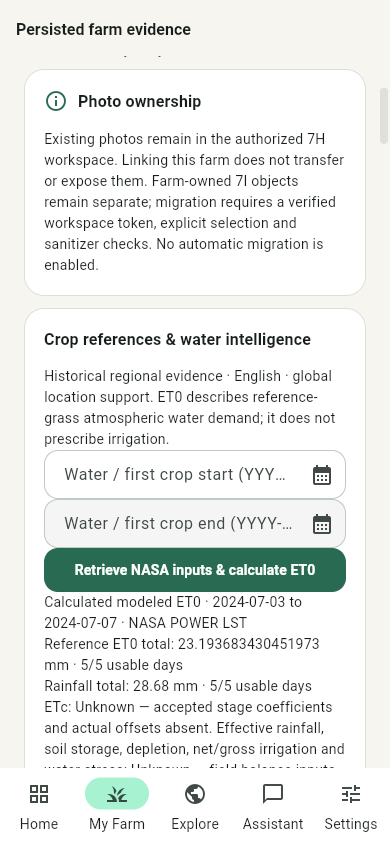 Persisted farm evidence
Photo ownership
Existing photos remain in the authorized 7H
workspace. Linking this farm does not transfer
or expose them. Farm-owned 7I objects
remain separate; migration requires a verified
workspace token, explicit selection and
sanitizer checks. No automatic migration is
enabled.
Crop references & water intelligence
Historical regional evidence · English · global
location support. ET0 describes reference-
grass atmospheric water demand; it does not
prescribe irrigation.
Water / first crop start (YYY...
Water / first crop end (YYYY-...
Retrieve NASA inputs & calculate ET0
Calculated modeled ET0 · 2024-07-03 to
2024-07-07 · NASA POWER LST
Reference ET0 total: 23.193683430451973
mm · 5/5 usable days
Rainfall total: 28.68 mm · 5/5 usable days
ETc: Unknown — accepted stage coefficients
and actual offsets absent. Effective rainfall,
soil storage, depletion, net/gross irrigation and
Home
My Farm
Explore
Assistant
Settings